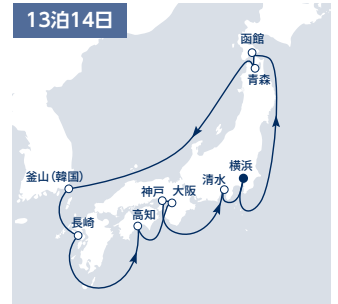 13泊14日
函館
青森
釜山(韓国)
長崎
高知
神戸
大阪
清水
横浜